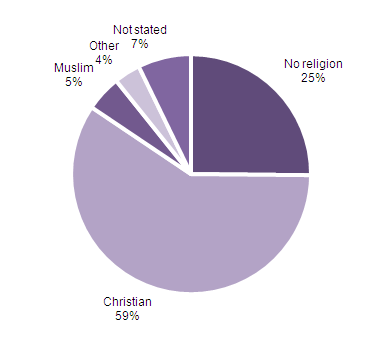 Not stated
7%
Other
4%
Muslim
5%
No religion
25%
Christian
59%